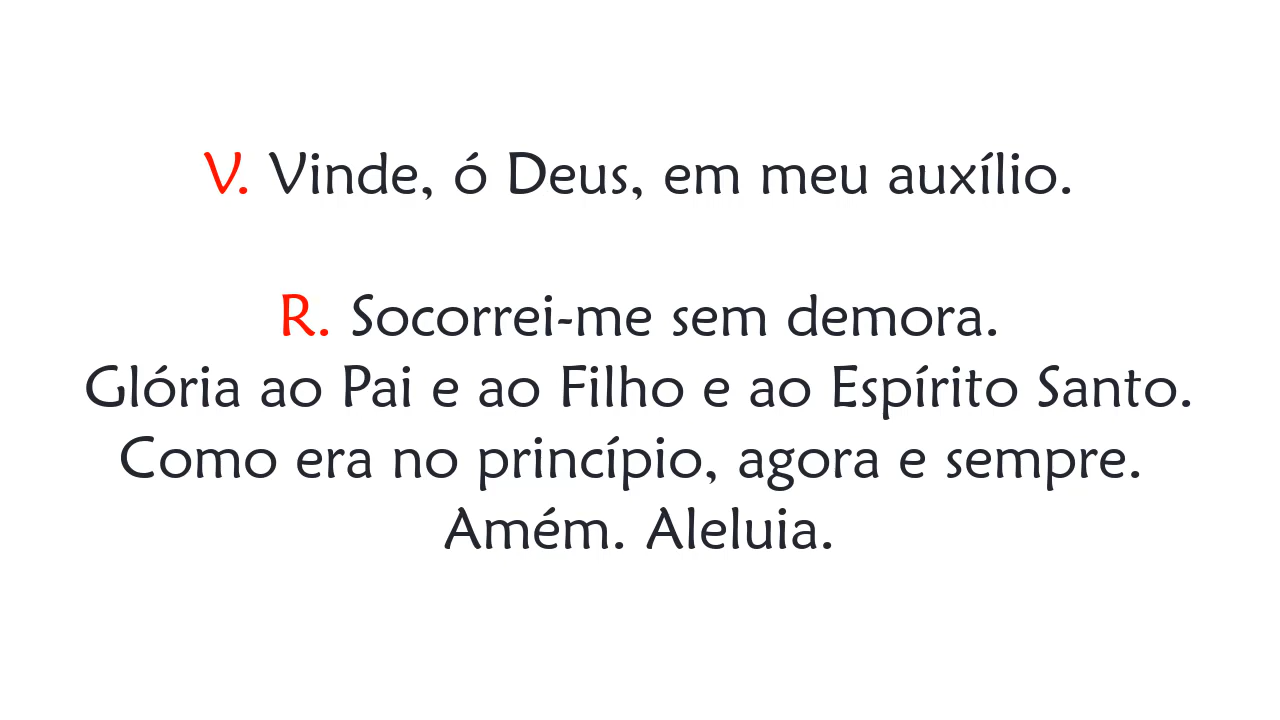 V. Vinde, ó Deus, em meu auxílio.
R. Socorrei-me sem demora.
Glória ao Pai e ao Filho e ao Espírito Santo.
Como era no princípio, agora e sempre.
Amém. Aleluia.